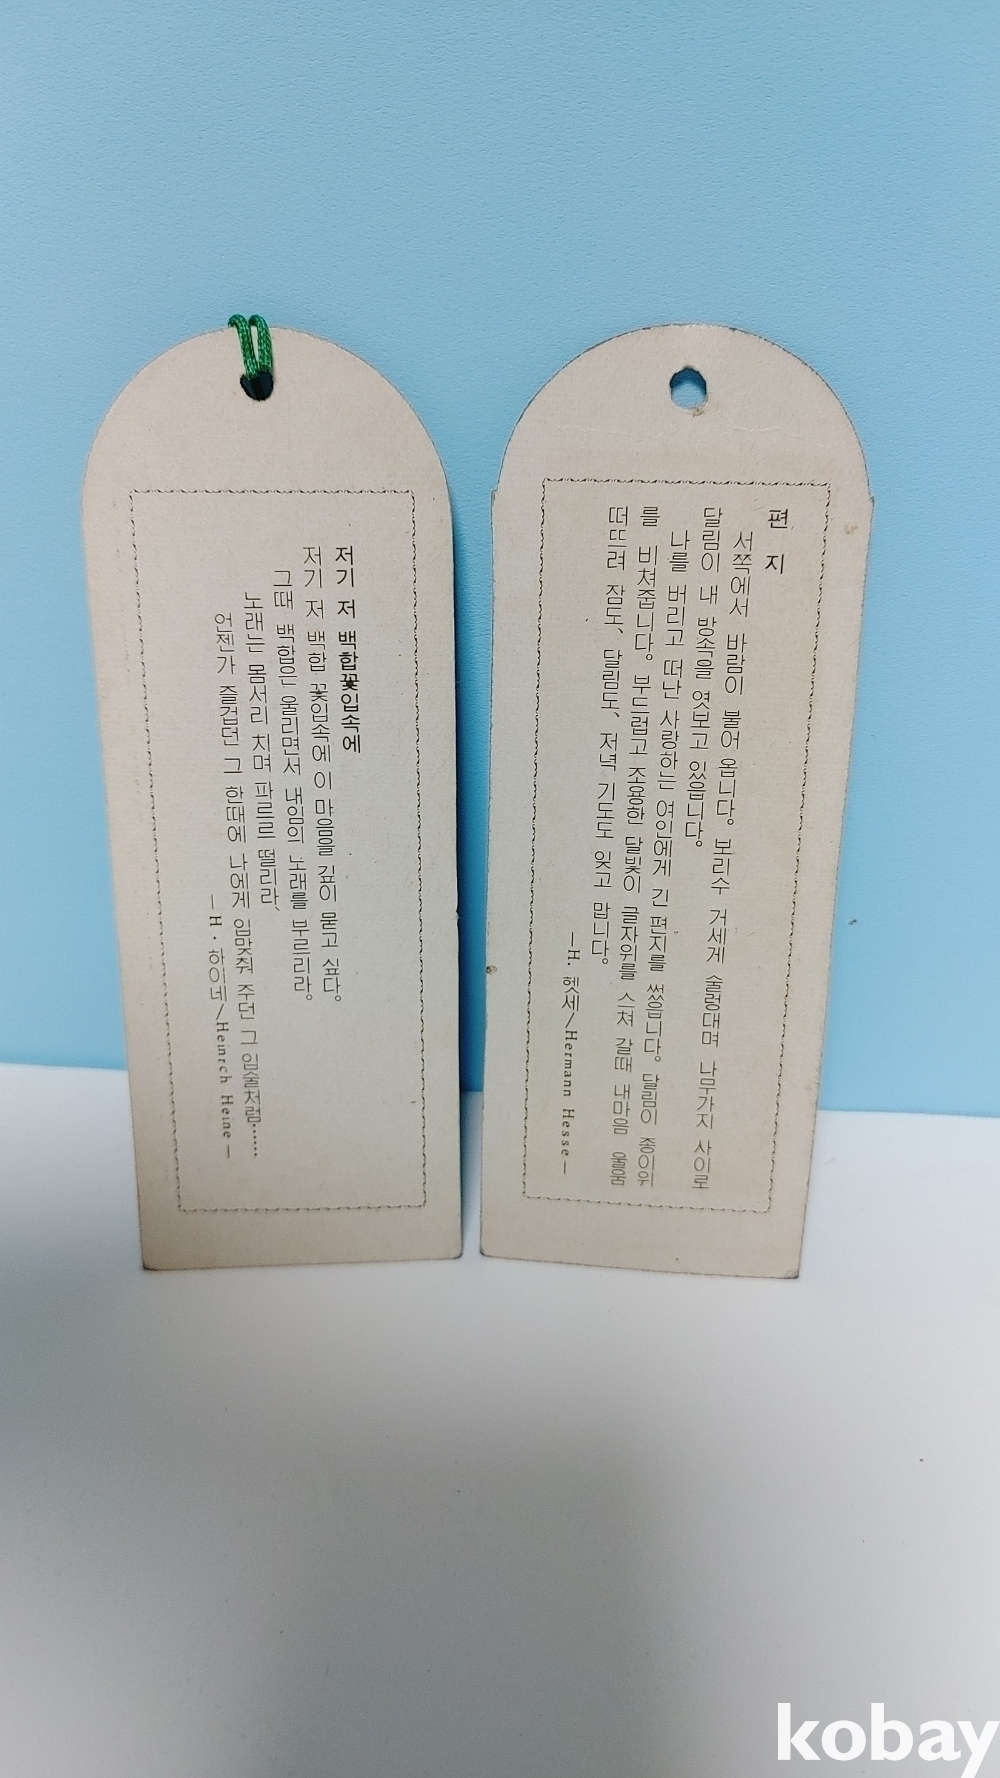 저기 저 백합꽃입속에
저기 저 백합 꽃입속에 이 마음을 깊이 묻고 싶다.
그때 백합은 울리면서 내임의 노래를 부르리라.
노래는 몸서리 치며 파르르 떨리라,
언젠가 즐겁던 그 한때에 나에게 입맞춰 주던 그 입술처럼……
—H·하이네/Heinrch Heine—
편 지
서쪽에서 바람이 불어 옵니다. 보리수 거세게 술렁대며 나무가지 사이로
달림이 내 방속을 엿보고 있읍니다.
나를 버리고 떠난 사랑하는 여인에게 긴 편지를 썼읍니다. 달림이 종이위
를 비쳐줍니다. 부드럽고 조용한 달빛이 글자위를 스쳐 갈때 내마음 울움
떠뜨려 잠도, 달림도, 저녁 기도도 잊고 맙니다.
—H. 헷세/Hermann Hesse—
kobay